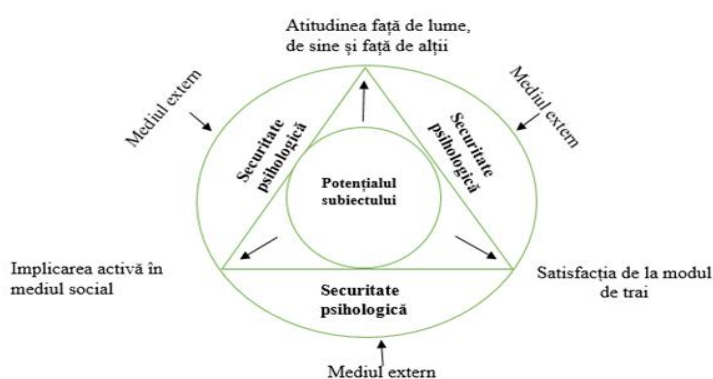 Atitudinea față de lume,
de sine și față de alții
Mediul extern
Mediul extern
Securitate
psihologică
Securitate
psihologică
Potențialul
subiectului
Implicarea activă în
mediul social
Satisfacția de la modul
de trai
Securitate
psihologică
Mediul extern